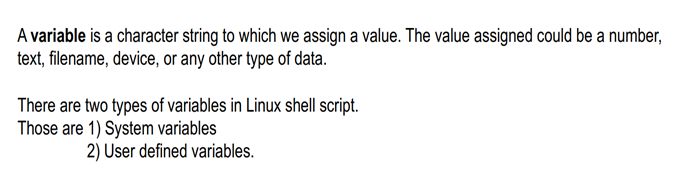 A variable is a character string to which we assign a value. The value assigned could be a number,
text, filename, device, or any other type of data.
There are two types of variables in Linux shell script.
Those are 1) System variables
2) User defined variables.